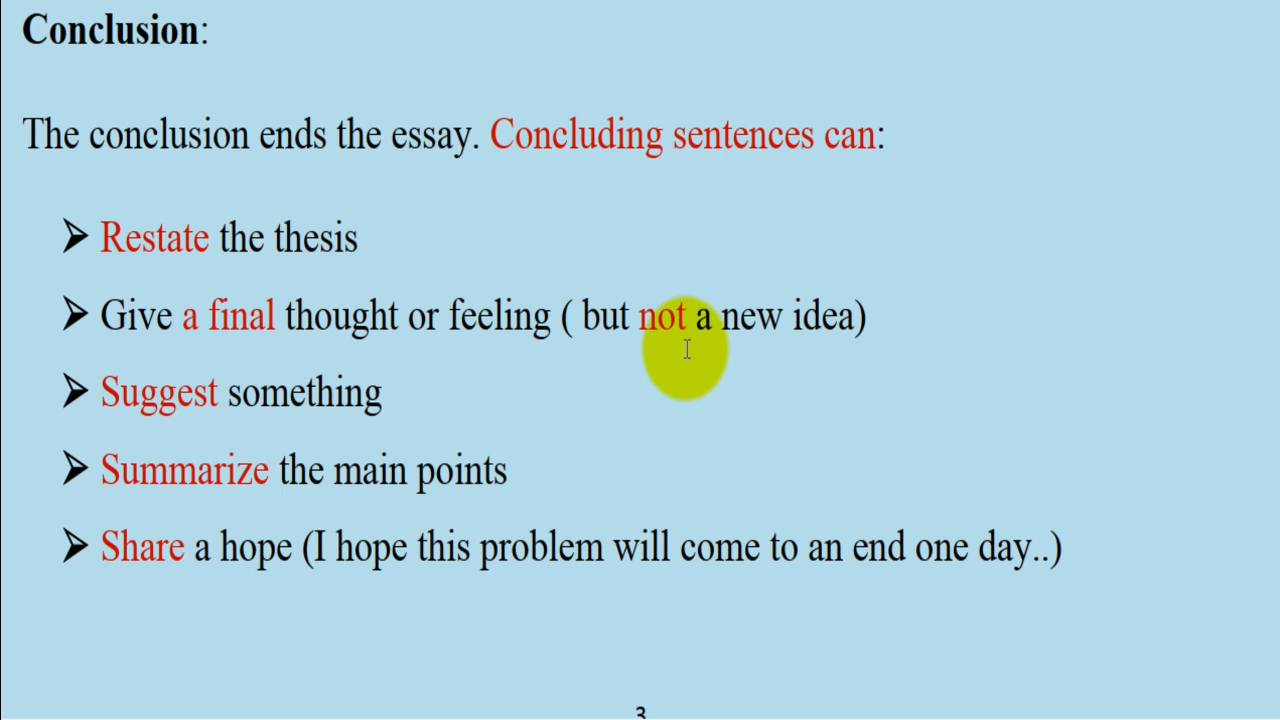 Conclusion:
The conclusion ends the essay. Concluding sentences can:
➤ Restate the thesis
➤ Give a final thought or feeling ( but not a new idea)
➤ Suggest something
➤ Summarize the main points
➤ Share a hope (I hope this problem will come to an end one day..)
3